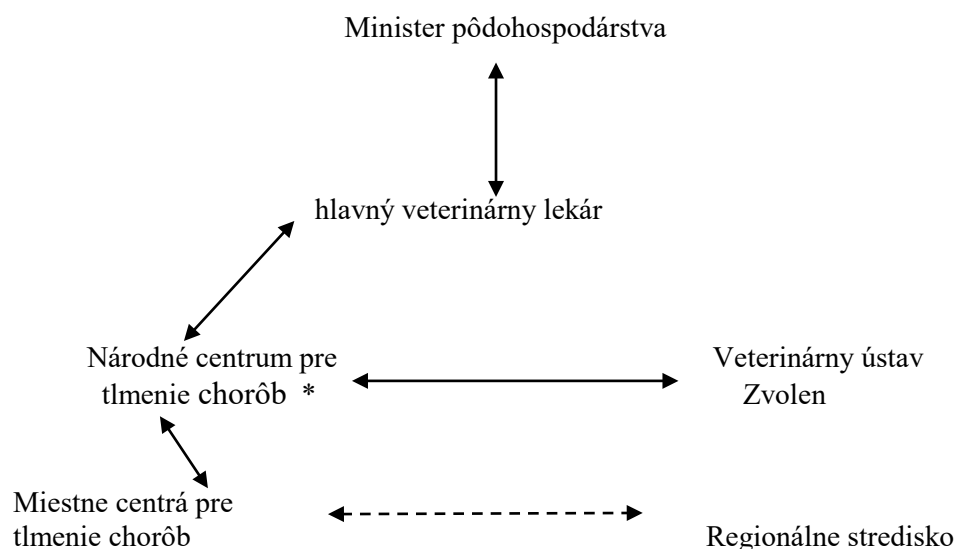 Minister pôdohospodárstva
hlavný veterinárny lekár
Národné centrum pre
tlmenie chorôb *
Veterinárny ústav
Zvolen
Miestne centrá pre
tlmenie chorôb
Regionálne stredisko